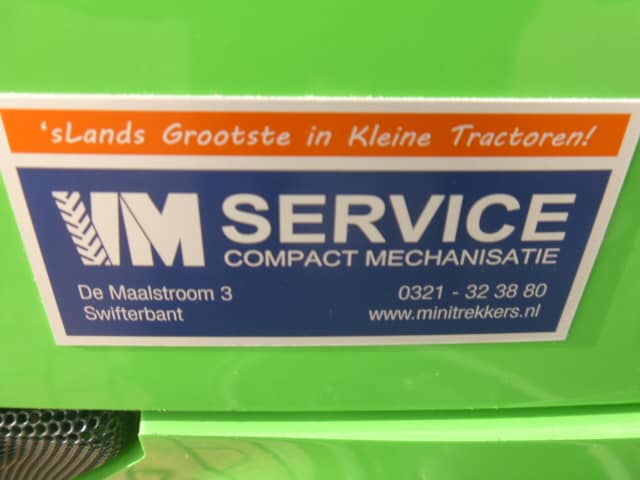 'sLands Grootste in Kleine Tractoren!
VM SERVICE
COMPACT MECHANISATIE
De Maalstroom 3
Swifterbant
0321 - 32 38 80
www.minitrekkers.nl